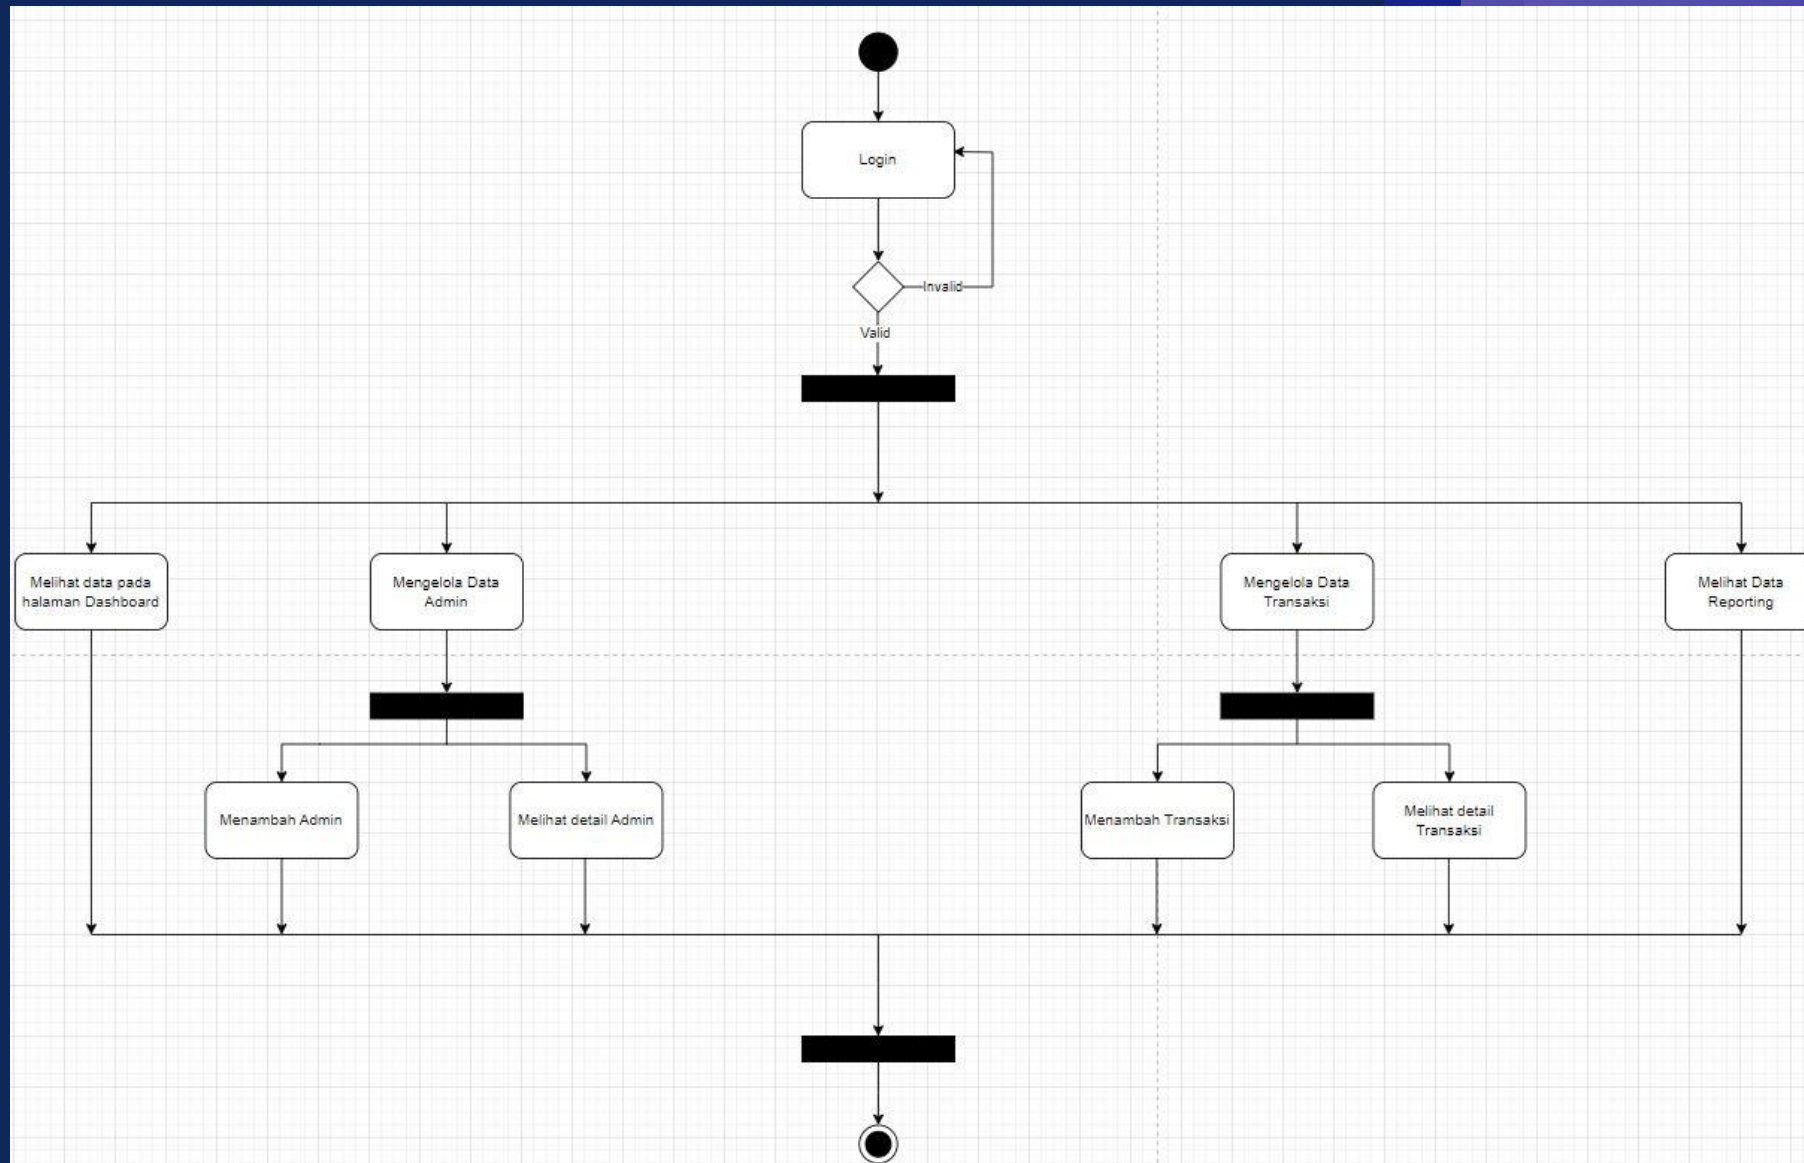 Login
Invalid
Valid
Melihat data pada
halaman Dashboard
Mengelola Data
Admin
Mengelola Data
Transaksi
Melihat Data
Reporting
Menambah Admin
Melihat detail Admin
Menambah Transaksi
Melihat detail
Transaksi